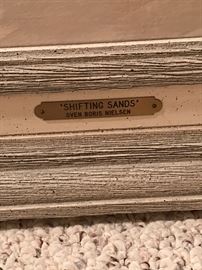 'SHIFTING SANDS'
SVEN BORIS NIELSEN